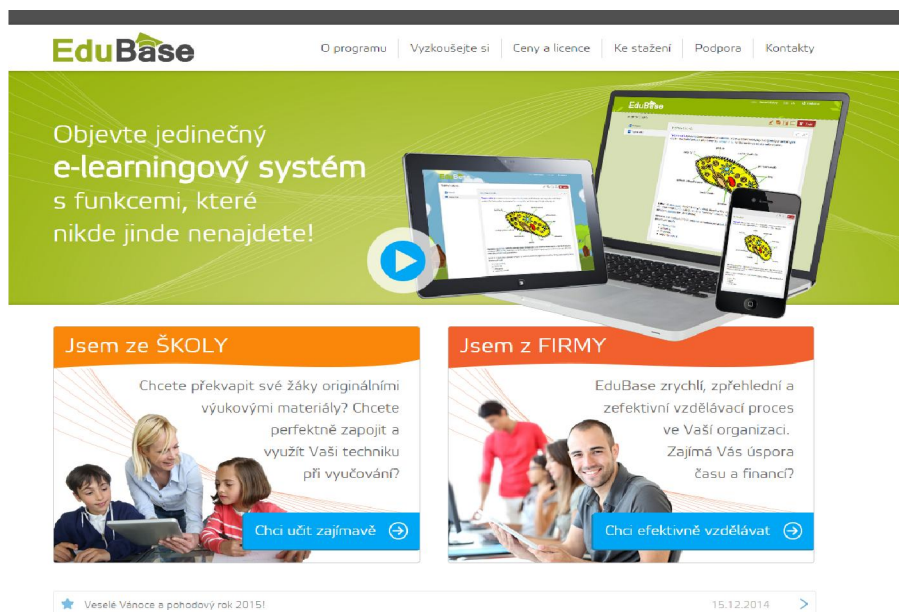 EduBase
O programu
Vyzkoušejte si
Ceny a licence
Ke stažení
Podpora
Kontakty
Objevte jedinečný
e-learningový systém
s funkcemi, které
nikde jinde nenajdete!
EduBase
Jsem ze ŠKOLY
Chcete překvapit své žáky originálními
výukovými materiály? Chcete
perfektně zapojit a
využít Vaši techniku
při vyučování?
Chci učit zajímavě
Jsem z FIRMY
EduBase zrychlí, zpřehlední a
zefektivní vzdělávací proces
ve Vaší organizaci.
Zajímá Vás úspora
času a financí?
Chci efektivně vzdělávat
Veselé Vánoce a pohodový rok 2015!
15.12.2014